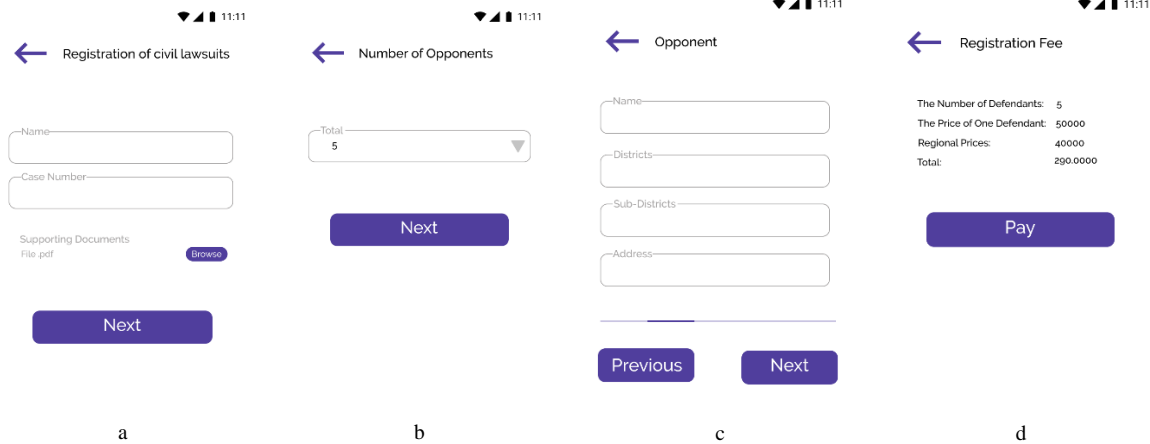 11:11
Registration of civil lawsuits
Name
Case Number
Supporting Documents
File .pdf
Browse
Next
a
11:11
Number of Opponents
Total
5
Next
b
11:11
Opponent
Name
Districts
Sub-Districts
Address
Previous
Next
c
11:11
Registration Fee
The Number of Defendants: 5
The Price of One Defendant: 50000
Regional Prices: 40000
Total: 290.0000
Pay
d